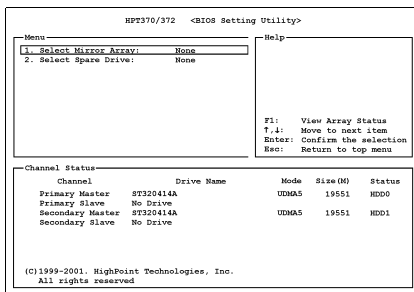 HPT370/372 <BIOS Setting Utility>
Menu
1. Select Mirror Array: None
2. Select Spare Drive: None
Help
F1: View Array Status
↑,↓: Move to next item
Enter: Confirm the selection
Esc: Return to top menu
Channel Status
Channel Drive Name Mode Size(M) Status
Primary Master ST320414A UDMA5 19551 HDD0
Primary Slave No Drive
Secondary Master ST320414A UDMA5 19551 HDD1
Secondary Slave No Drive
(C)1999-2001. HighPoint Technologies, Inc.
All rights reserved